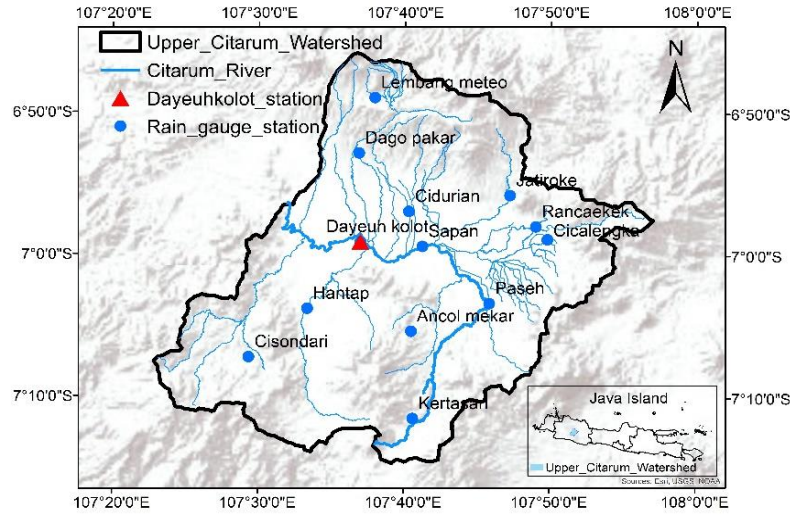 107°20'0"E 107°30'0"E 107°40'0"E 107°50'0"E 108°0'0"E
Upper_Citarum_Watershed
Citarum_River
Dayeuhkolot_station
Rain_gauge_station
N
6°50'0"S
6°50'0"S
Lembang meteo
Dago pakar
Jatiroke
Cidurian
Rancaekek
Dayeuh kolot
Sapan
Cicalengka
7°0'0"S
7°0'0"S
Hantap
Paseh
Ancol mekar
Cisondari
7°10'0"S
7°10'0"S
Kertasari
Java Island
Upper_Citarum_Watershed
Sources: Esri, USGS, NOAA
107°20'0"E 107°30'0"E 107°40'0"E 107°50'0"E 108°0'0"E